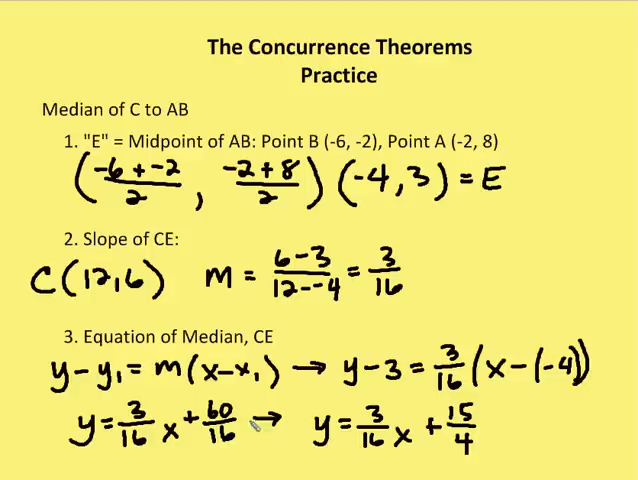 The Concurrence Theorems
Practice
Median of C to AB
1. "E" = Midpoint of AB: Point B (-6, -2), Point A (-2, 8)
(-6 + -2 / 2, -2 + 8 / 2) (-4, 3) = E
2. Slope of CE:
C(12, 6) m = 6 - 3 / 12 - -4 = 3/16
3. Equation of Median, CE
y - y₁ = m(x - x₁) → y - 3 = 3/16 (x - (-4))
y = 3/16 x + 60/16 → y = 3/16 x + 15/4